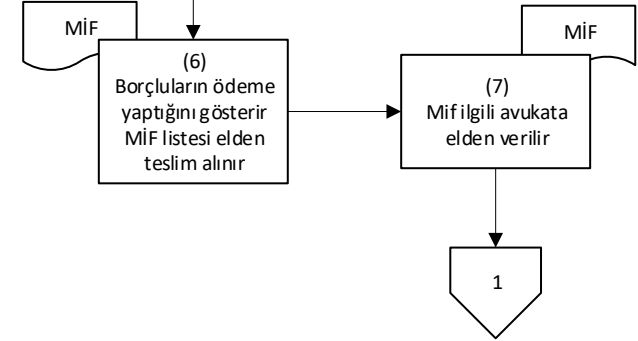 MİF
(6)
Borçluların ödeme
yaptığını gösterir
MİF listesi elden
teslim alınır
MİF
(7)
Mif ilgili avukata
elden verilir
1